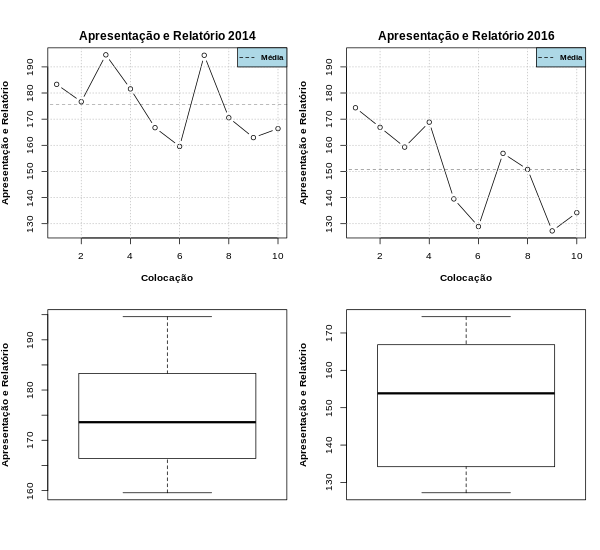 Apresentação e Relatório 2014
Média
Apresentação e Relatório
190
180
170
160
150
140
130
2 4 6 8 10
Colocação
Apresentação e Relatório 2016
Média
Apresentação e Relatório
190
180
170
160
150
140
130
2 4 6 8 10
Colocação
Apresentação e Relatório
190
180
170
160
Apresentação e Relatório
170
160
150
140
130